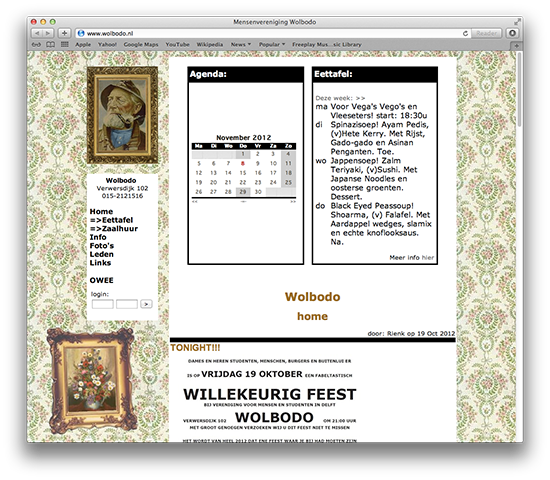 Mensenvereniging Wolbodo
www.wolbodo.nl
Reader
Apple Yahoo! Google Maps YouTube Wikipedia News Popular Freeplay Mus...sic Library
Wolbodo
Verwersdijk 102
015-2121516
Home
=>Eettafel
=>Zaalhuur
Info
Foto's
Leden
Links
OWEE
login:
>
Agenda:
November 2012
Ma Di Wo Do Vr Za Zo
1 2 3 4
5 6 7 8 9 10 11
12 13 14 15 16 17 18
19 20 21 22 23 24 25
26 27 28 29 30
<< — >>
Eettafel:
Deze week: >>
ma Voor Vega's Vego's en
Vleeseters! start: 18:30u
di Spinazisoep! Ayam Pedis,
(v)Hete Kerry. Met Rijst,
Gado-gado en Asinan
Penganten. Toe.
wo Jappensoep! Zalm
Teriyaki, (v)Sushi. Met
Japanse Noodles en
oosterse groenten.
Dessert.
do Black Eyed Peassoup!
Shoarma, (v) Falafel. Met
Aardappel wedges, slamix
en echte knoflooksaus.
Na.
Meer info hier
Wolbodo
home
door: Rienk op 19 Oct 2012
TONIGHT!!!
DAMES EN HEREN STUDENTEN, MENSEN, BURGERS EN BUITENLUI ER
IS OP VRIJDAG 19 OKTOBER EEN FABELTASTISCH
WILLEKEURIG FEEST
BIJ VERENIGING VOOR MENSEN EN STUDENTEN IN DELFT
VERWERSDIJK 102 WOLBODO OM 21:00 UUR
MET GROOT GENOEGEN VERZOEKEN WIJ U DIT FEEST NIET TE MISSEN
HET WORDT VAN HEEL 2012 DAT ENE FEEST WAAR JE BIJ HAD MOETEN ZIJN